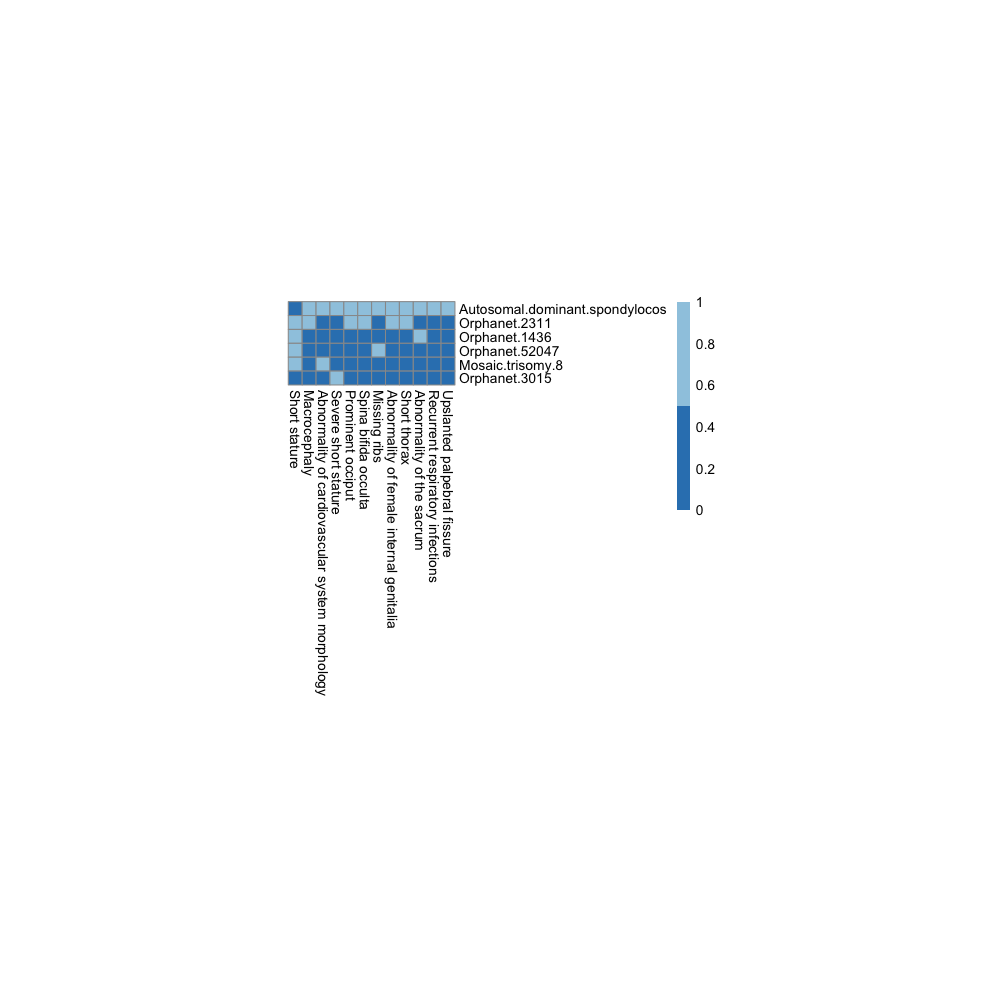 Autosomal.dominant.spondylocos
Orphanet.2311
Orphanet.1436
Orphanet.52047
Mosaic.trisomy.8
Orphanet.3015
Short stature
Macrocephaly
Abnormality of cardiovascular system morphology
Severe short stature
Prominent occiput
Spina bifida occulta
Missing ribs
Abnormality of female internal genitalia
Short thorax
Abnormality of the sacrum
Recurrent respiratory infections
Upslanted palpebral fissure
1
0.8
0.6
0.4
0.2
0